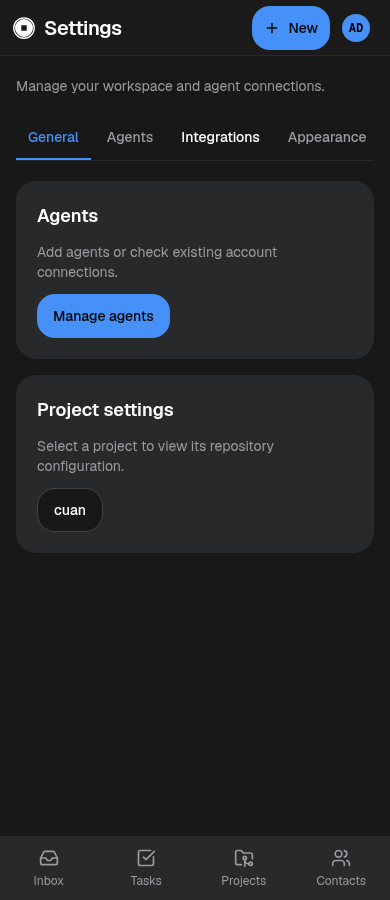 Settings
New
AD
Manage your workspace and agent connections.
General
Agents
Integrations
Appearance
Agents
Add agents or check existing account
connections.
Manage agents
Project settings
Select a project to view its repository
configuration.
cuan
Inbox
Tasks
Projects
Contacts